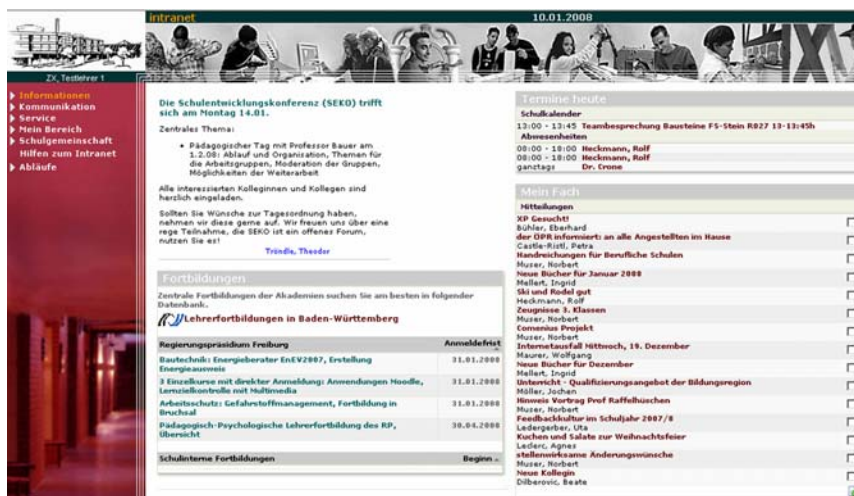 intranet
10.01.2008
ZX, Testlehrer 1
Informationen
Kommunikation
Service
Mein Bereich
Schulgemeinschaft
Hilfen zum Intranet
Abläufe
Die Schulentwicklungskonferenz (SEKO) trifft
sich am Montag 14.01.
Zentrales Thema:
• Pädagogischer Tag mit Professor Bauer am
1.2.08: Ablauf und Organisation, Themen für
die Arbeitsgruppen, Moderation der Gruppen,
Möglichkeiten der Weiterarbeit
Alle interessierten Kolleginnen und Kollegen sind
herzlich eingeladen.
Sollten Sie Wünsche zur Tagesordnung haben,
nehmen wir diese gerne auf. Wir freuen uns über eine
rege Teilnahme, die SEKO ist ein offenes Forum,
nutzen Sie es!
Tröndle, Theodor
Fortbildungen
Zentrale Fortbildungen der Akademien suchen Sie am besten in folgender
Datenbank.
Lehrerfortbildungen in Baden-Württemberg
Regierungspräsidium Freiburg Anmeldefrist
Bautechnik: Energieberater EnEV2007, Erstellung
Energieausweis 31.01.2008
3 Einzelkurse mit direkter Anmeldung: Anwendungen Moodle,
Lernzielkontrolle mit Multimedia 31.01.2008
Arbeitsschutz: Gefahrstoffmanagement, Fortbildung in
Bruchsal 31.01.2008
Pädagogisch-Psychologische Lehrerfortbildung des RP,
Übersicht 30.04.2008
Schulinterne Fortbildungen Beginn
Termine heute
Schulkalender
13:00 - 13:45 Teambesprechung Bausteine FS-Stein R027 13-13:45h
Abwesenheiten
08:00 - 18:00 Heckmann, Rolf
08:00 - 18:00 Heckmann, Rolf
ganztags Dr. Crone
Mein Fach
Mitteilungen
XP Gesucht!
Bühler, Eberhard
der ÖPR informiert: an alle Angestellten im Hause
Castle-Ristl, Petra
Handreichungen für Berufliche Schulen
Muser, Norbert
Neue Bücher für Januar 2008
Mellert, Ingrid
Ski und Rodel gut
Heckmann, Rolf
Zeugnisse 3. Klassen
Muser, Norbert
Comenius Projekt
Muser, Norbert
Internetausfall Mittwoch, 19. Dezember
Maurer, Wolfgang
Neue Bücher für Dezember
Mellert, Ingrid
Unterricht - Qualifizierungsangebot der Bildungsregion
Möller, Jochen
Hinweis Vortrag Prof Raffelhüschen
Muser, Norbert
Feedbackkultur im Schuljahr 2007/8
Ledergerber, Uta
Kuchen und Salate zur Weihnachtsfeier
Leclerc, Agnes
stellenwirksame Änderungswünsche
Muser, Norbert
Neue Kollegin
Dilberovic, Beate